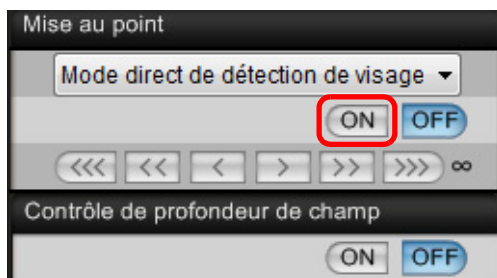 Mise au point
Mode direct de détection de visage
ON OFF
<<< << < > >> >>> ∞
Contrôle de profondeur de champ
ON OFF